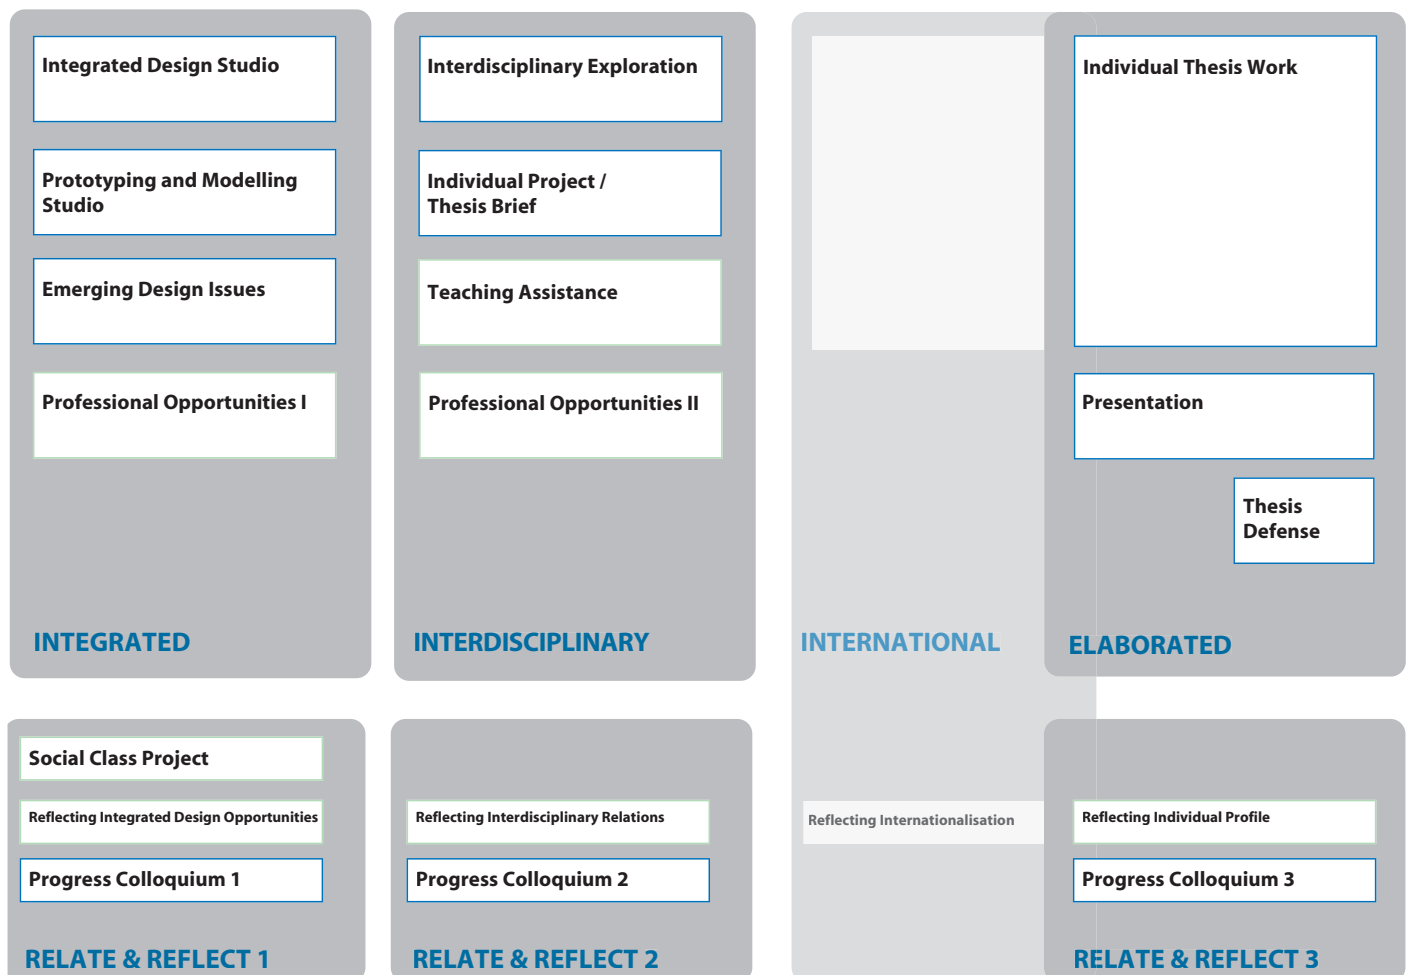 Integrated Design Studio
Prototyping and Modelling
Studio
Emerging Design Issues
Professional Opportunities I
INTEGRATED
Interdisciplinary Exploration
Individual Project /
Thesis Brief
Teaching Assistance
Professional Opportunities II
INTERDISCIPLINARY
INTERNATIONAL
Individual Thesis Work
Presentation
Thesis
Defense
ELABORATED
Social Class Project
Reflecting Integrated Design Opportunities
Progress Colloquium 1
RELATE & REFLECT 1
Reflecting Interdisciplinary Relations
Progress Colloquium 2
RELATE & REFLECT 2
Reflecting Internationalisation
Reflecting Individual Profile
Progress Colloquium 3
RELATE & REFLECT 3